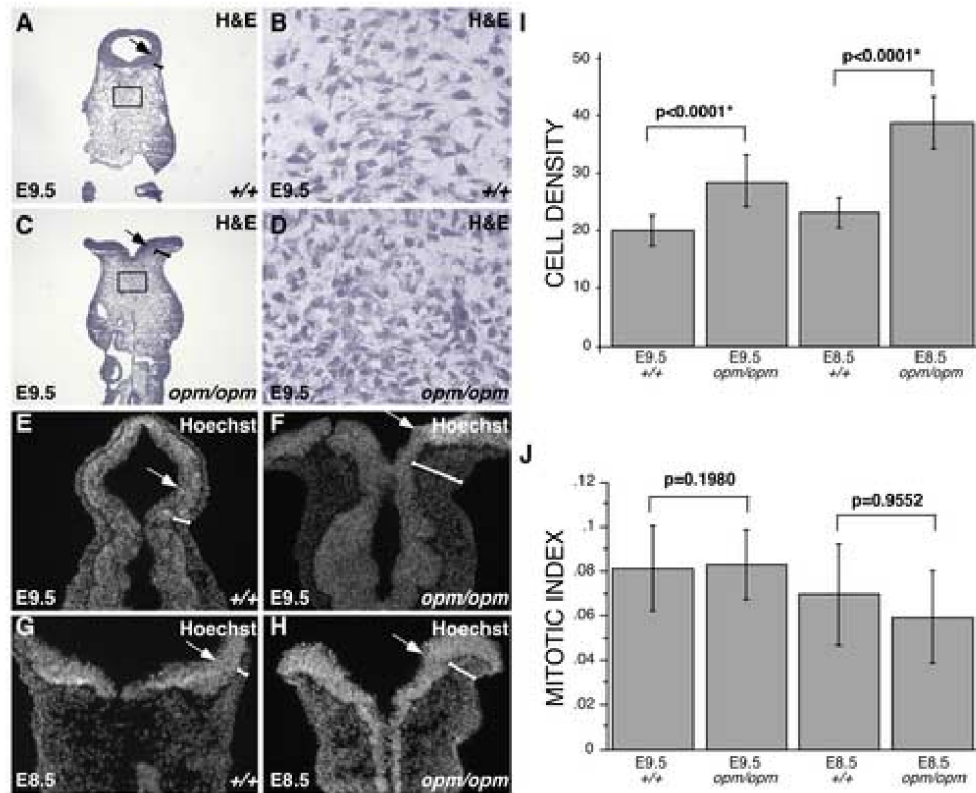 A H&E
E9.5 +/+
B H&E
E9.5 +/+
C H&E
E9.5 opm/opm
D H&E
E9.5 opm/opm
E Hoechst
E9.5 +/+
F Hoechst
E9.5 opm/opm
G Hoechst
E8.5 +/+
H Hoechst
E8.5 opm/opm
I
CELL DENSITY
50
40
30
20
10
0
p<0.0001*
p<0.0001*
E9.5 E9.5 E8.5 E8.5
+/+ opm/opm +/+ opm/opm
J
MITOTIC INDEX
.12
.1
.08
.06
.04
.02
0
p=0.1980
p=0.9552
E9.5 E9.5 E8.5 E8.5
+/+ opm/opm +/+ opm/opm